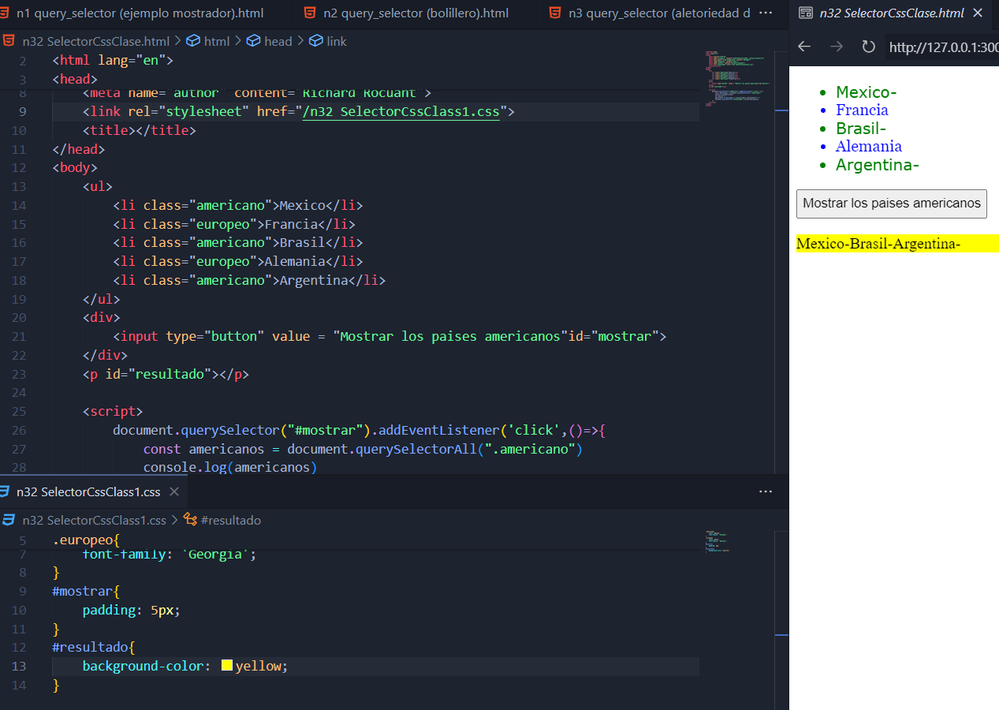 n1 query_selector (ejemplo mostrador).html
n2 query_selector (bolillero).html
n3 query_selector (aletoriedad d ···
n32 SelectorCssClase.html > html > head > link
2 <html lang="en">
3 <head>
8 <meta name="author" content="Richard Rocuant">
9 <link rel="stylesheet" href="/n32 SelectorCssClass1.css">
10 <title></title>
11 </head>
12 <body>
13 <ul>
14 <li class="americano">Mexico</li>
15 <li class="europeo">Francia</li>
16 <li class="americano">Brasil</li>
17 <li class="europeo">Alemania</li>
18 <li class="americano">Argentina</li>
19 </ul>
20 <div>
21 <input type="button" value = "Mostrar los paises americanos"id="mostrar">
22 </div>
23 <p id="resultado"></p>
24
25 <script>
26 document.querySelector("#mostrar").addEventListener('click',()=>{
27 const americanos = document.querySelectorAll(".americano")
28 console.log(americanos)
n32 SelectorCssClass1.css
n32 SelectorCssClass1.css > #resultado
5 .europeo{
7 font-family: 'Georgia';
8 }
9 #mostrar{
10 padding: 5px;
11 }
12 #resultado{
13 background-color: yellow;
14 }
n32 SelectorCssClase.html
http://127.0.0.1:300
• Mexico-
• Francia
• Brasil-
• Alemania
• Argentina-
Mostrar los paises americanos
Mexico-Brasil-Argentina-